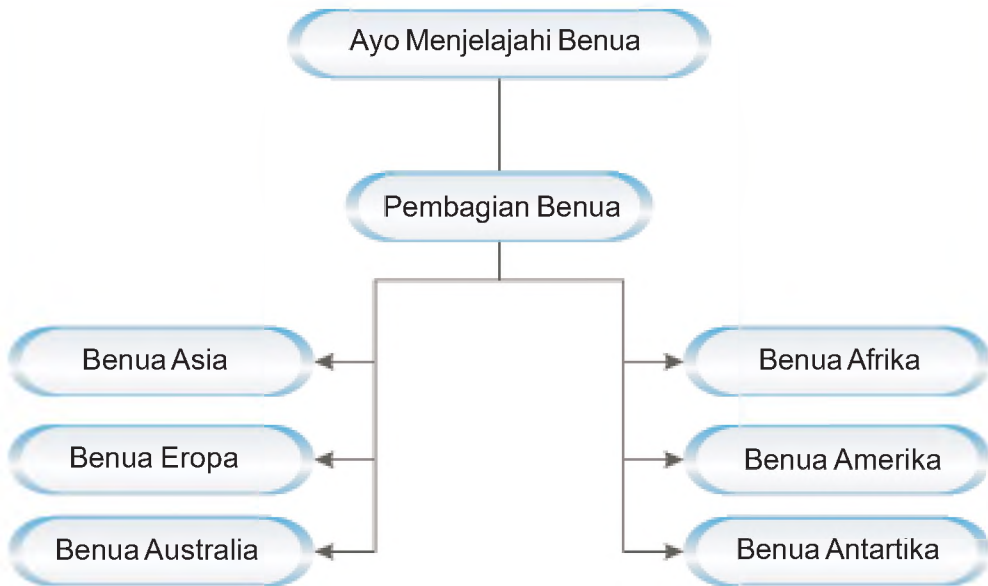 Ayo Menjelajahi Benua
Pembagian Benua
Benua Asia
Benua Eropa
Benua Australia
Benua Afrika
Benua Amerika
Benua Antartika